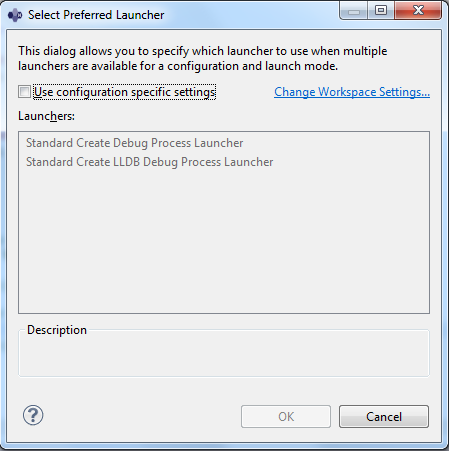 Select Preferred Launcher
This dialog allows you to specify which launcher to use when multiple
launchers are available for a configuration and launch mode.
Use configuration specific settings
Change Workspace Settings...
Launchers:
Standard Create Debug Process Launcher
Standard Create LLDB Debug Process Launcher
Description
?
OK
Cancel